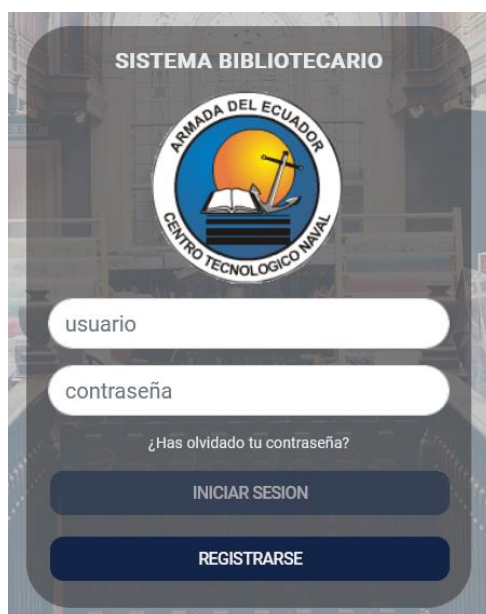 SISTEMA BIBLIOTECARIO
ARMADA DEL ECUADOR
CENTRO TECNOLOGICO NAVAL
usuario
contraseña
¿Has olvidado tu contraseña?
INICIAR SESION
REGISTRARSE